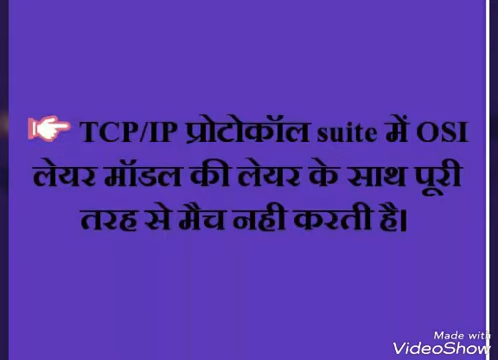 TCP/IP प्रोटोकॉल suite में OSI
लेयर मॉडल की लेयर के साथ पूरी
तरह से मैच नही करती है।
Made with
VideoShow